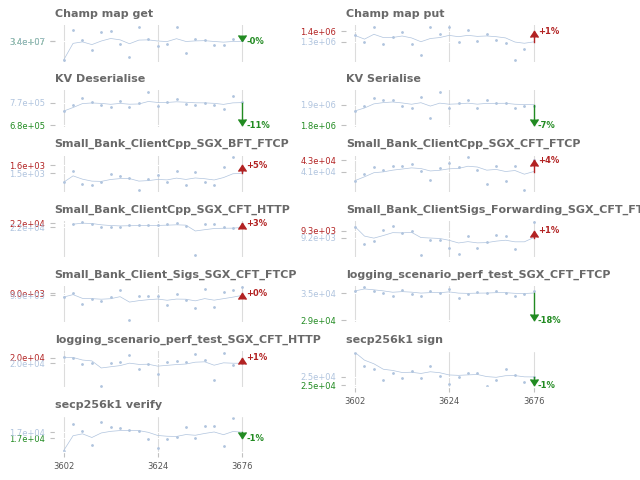 Champ map get
3.4e+07
-0%
Champ map put
1.4e+06
1.3e+06
+1%
KV Deserialise
7.7e+05
6.8e+05
-11%
KV Serialise
1.9e+06
1.8e+06
-7%
Small_Bank_ClientCpp_SGX_BFT_FTCP
1.6e+03
1.5e+03
+5%
Small_Bank_ClientCpp_SGX_CFT_FTCP
4.3e+04
4.1e+04
+4%
Small_Bank_ClientCpp_SGX_CFT_HTTP
2.2e+04
+3%
Small_Bank_ClientSigs_Forwarding_SGX_CFT_FT
9.3e+03
9.2e+03
+1%
Small_Bank_Client_Sigs_SGX_CFT_FTCP
9.0e+03
+0%
logging_scenario_perf_test_SGX_CFT_FTCP
3.5e+04
2.9e+04
-18%
logging_scenario_perf_test_SGX_CFT_HTTP
2.0e+04
2.0e+04
+1%
secp256k1 sign
2.5e+04
2.5e+04
-1%
3602
3624
3676
secp256k1 verify
1.7e+04
1.7e+04
-1%
3602
3624
3676